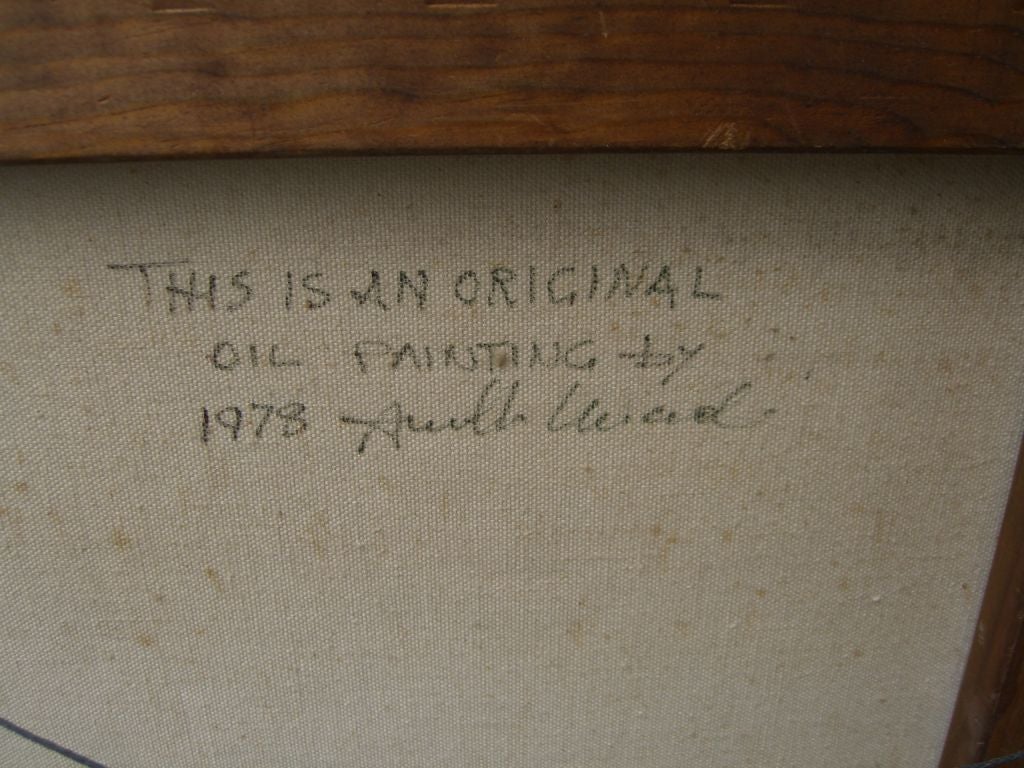 THIS IS AN ORIGINAL
OIL PAINTING by
1978